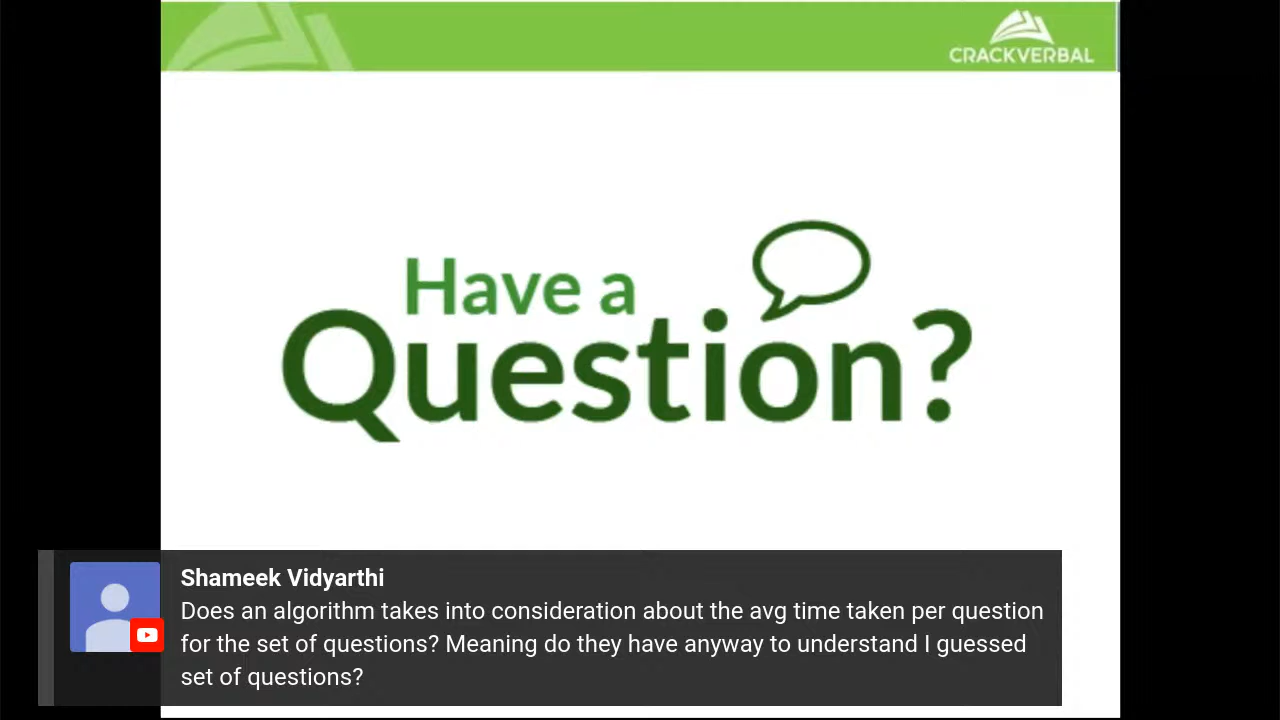 CRACKVERBAL
Have a
Question?
Shameek Vidyarthi
Does an algorithm takes into consideration about the avg time taken per question
for the set of questions? Meaning do they have anyway to understand I guessed
set of questions?